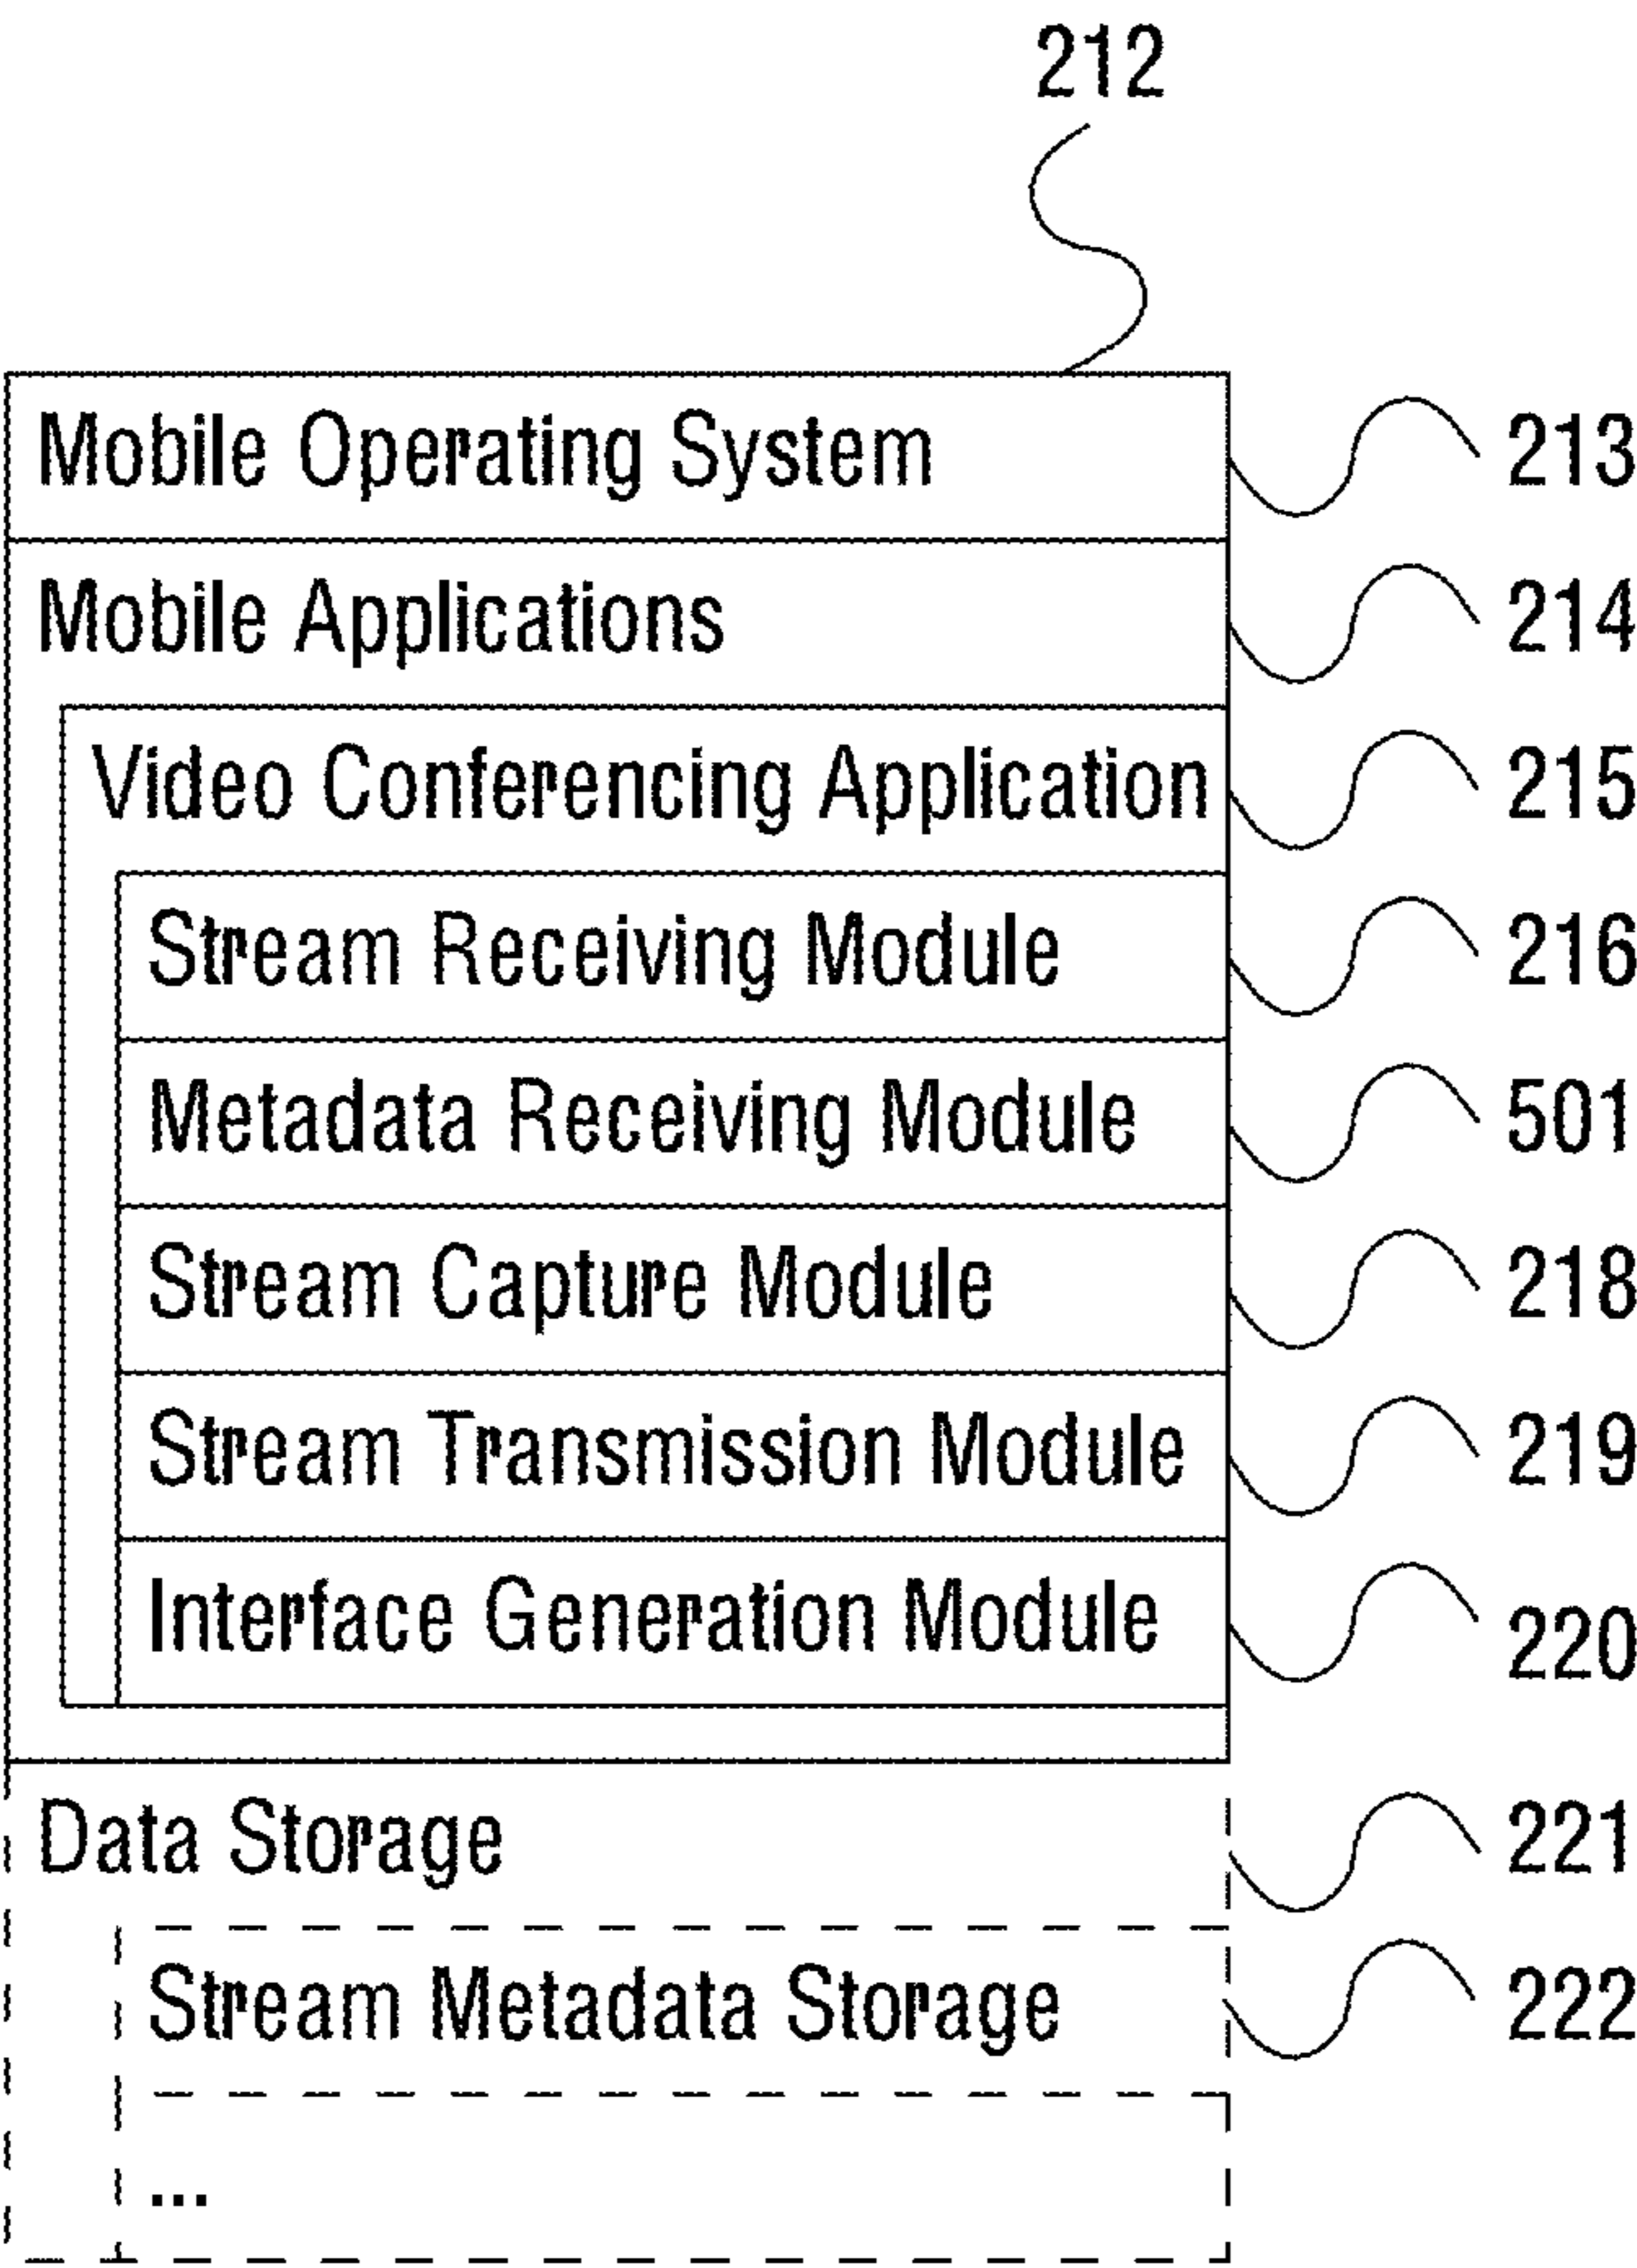 212
Mobile Operating System 213
Mobile Applications 214
Video Conferencing Application 215
Stream Receiving Module 216
Metadata Receiving Module 501
Stream Capture Module 218
Stream Transmission Module 219
Interface Generation Module 220
Data Storage 221
Stream Metadata Storage 222
...